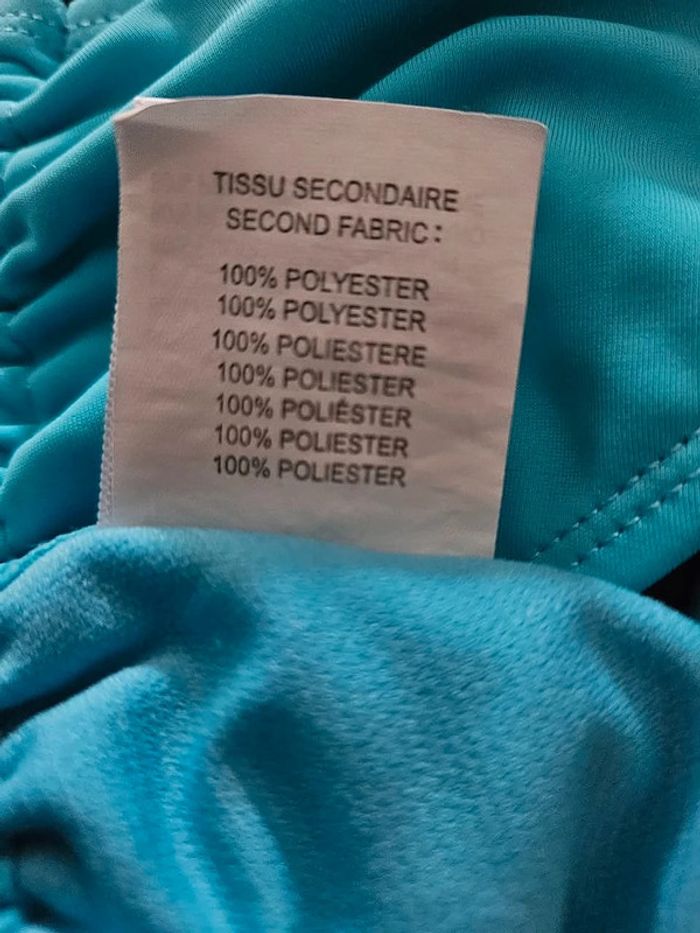 TISSU SECONDAIRE
SECOND FABRIC:
100% POLYESTER
100% POLYESTER
100% POLIESTERE
100% POLIESTER
100% POLIÉSTER
100% POLIESTER
100% POLIESTER